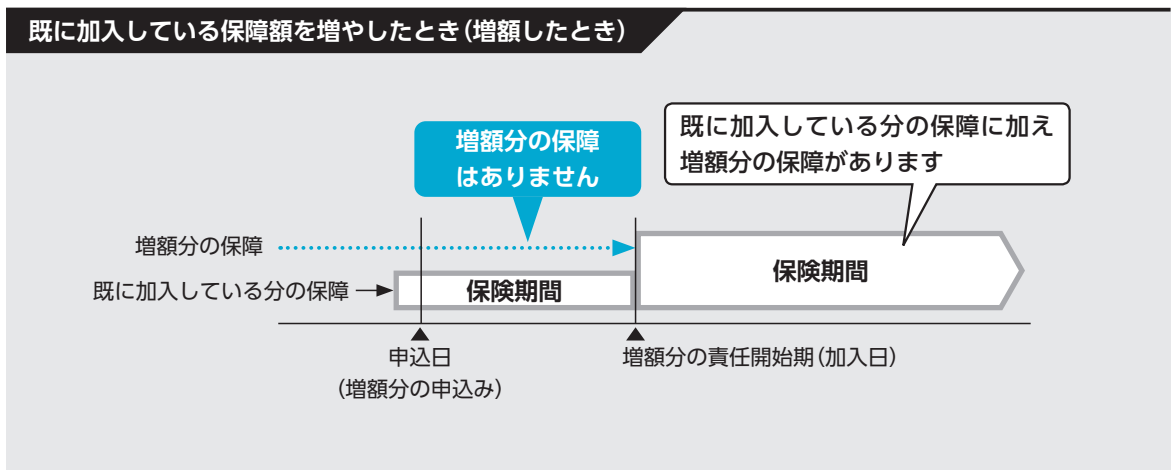 既に加入している保障額を増やしたとき(増額したとき)
増額分の保障
はありません
既に加入している分の保障に加え
増額分の保障があります
増額分の保障
既に加入している分の保障
保険期間
保険期間
申込日
(増額分の申込み)
増額分の責任開始期(加入日)